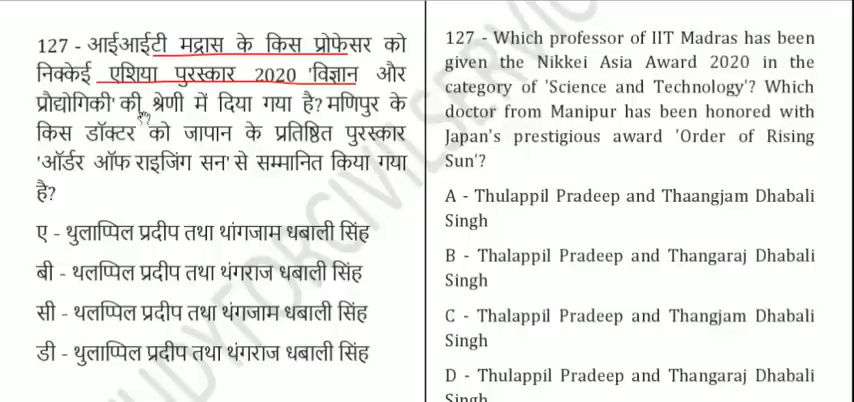 127 - आईआईटी मद्रास के किस प्रोफेसर को
निक्केई एशिया पुरस्कार 2020 'विज्ञान और
प्रौद्योगिकी' की श्रेणी में दिया गया है? मणिपुर के
किस डॉक्टर को जापान के प्रतिष्ठित पुरस्कार
'ऑर्डर ऑफ राइजिंग सन' से सम्मानित किया गया
है?
ए - थुलाप्पिल प्रदीप तथा थांगजाम धबाली सिंह
बी - थलप्पिल प्रदीप तथा थंगराज धबाली सिंह
सी - थलप्पिल प्रदीप तथा थंगजाम धबाली सिंह
डी - थुलाप्पिल प्रदीप तथा थंगराज धबाली सिंह
127 - Which professor of IIT Madras has been
given the Nikkei Asia Award 2020 in the
category of 'Science and Technology'? Which
doctor from Manipur has been honored with
Japan's prestigious award 'Order of Rising
Sun'?
A - Thulappil Pradeep and Thaangjam Dhabali
Singh
B - Thalappil Pradeep and Thangaraj Dhabali
Singh
C - Thalappil Pradeep and Thangjam Dhabali
Singh
D - Thulappil Pradeep and Thangaraj Dhabali
Singh
STUDYFORCIVILSERVIC